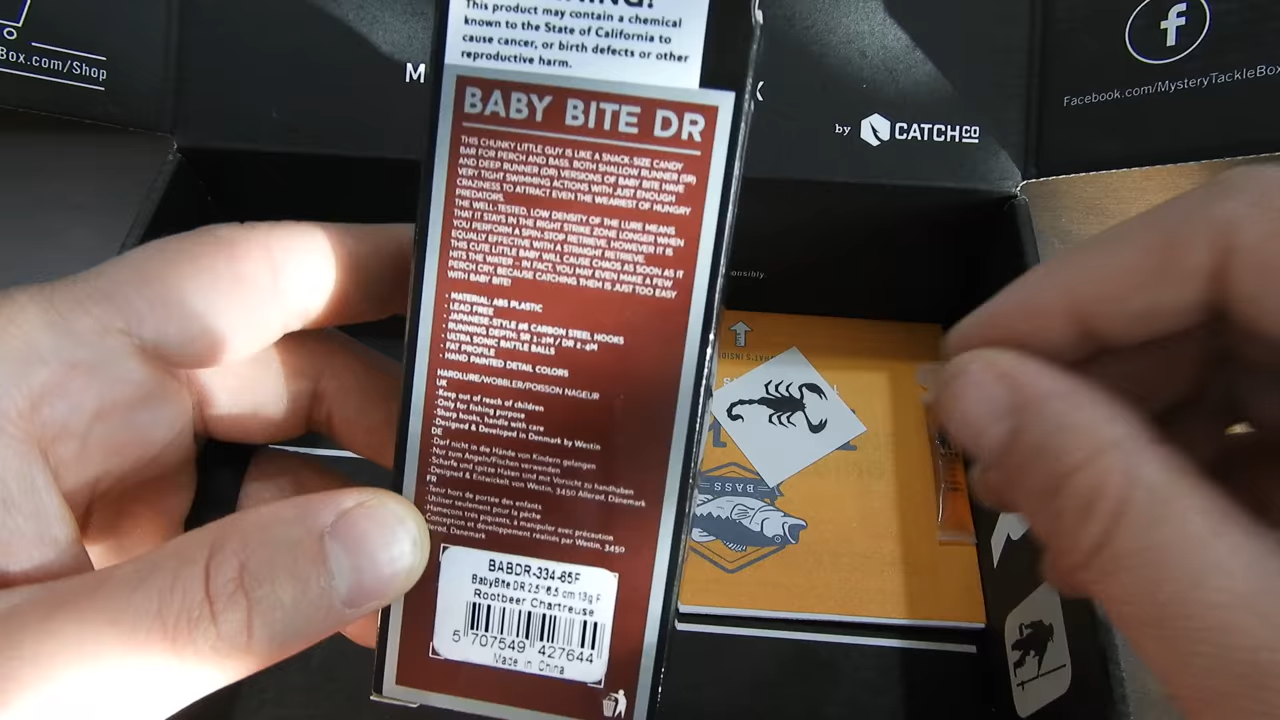 This product may contain a chemical
known to the State of California to
cause cancer, or birth defects or other
reproductive harm.
BABY BITE DR
THIS CHUNKY LITTLE GUY IS LIKE A SNACK-SIZE CANDY
BAR FOR PERCH AND BASS. BOTH SHALLOW RUNNER (SR)
AND DEEP RUNNER (DR) VERSIONS OF BABY BITE HAVE
VERY TIGHT SWIMMING ACTIONS WITH JUST ENOUGH
CRAZINESS TO ATTRACT EVEN THE WEARIEST OF HUNGRY
PREDATORS.
THE WELL-TESTED, LOW DENSITY OF THE LURE MEANS
THAT IT STAYS IN THE RIGHT STRIKE ZONE LONGER WHEN
YOU PERFORM A SPIN-STOP RETRIEVE. HOWEVER IT IS
EQUALLY EFFECTIVE WITH A STRAIGHT RETRIEVE.
THIS CUTE LITTLE BABY WILL CAUSE CHAOS AS SOON AS IT
HITS THE WATER – IN FACT, YOU MAY EVEN MAKE A FEW
PERCH CRY, BECAUSE CATCHING THEM IS JUST TOO EASY
WITH BABY BITE!
• MATERIAL: ABS PLASTIC
• LEAD FREE
• JAPANESE-STYLE #6 CARBON STEEL HOOKS
• RUNNING DEPTH: SR 1-2M / DR 2-4M
• ULTRA SONIC RATTLE BALLS
• FAT PROFILE
• HAND PAINTED DETAIL COLORS
HARDLURE/WOBBLER/POISSON NAGEUR
UK
-Keep out of reach of children
-Only for fishing purpose
-Sharp hooks, handle with care
-Designed & Developed in Denmark by Westin
DE
-Darf nicht in die Hände von Kindern gelangen
-Nur zum Angeln/Fischen verwenden
-Scharfe und spitze Haken sind mit Vorsicht zu handhaben
-Designed & Entwickelt von Westin, 3450 Allerød, Dänemark
FR
-Tenir hors de portée des enfants
-Utiliser seulement pour la pêche
-Hameçons très piquants, à manipuler avec précaution
-Conception et développement réalisés par Westin, 3450
Allerød, Danemark
BABDR-334-65F
BabyBite DR 2.5" 6.5 cm 13g F
Rootbeer Chartreuse
5 707549 427644
Made in China
Box.com/Shop
M
by CATCHCO
f
Facebook.com/MysteryTackleBox
ponsibly.
BASS